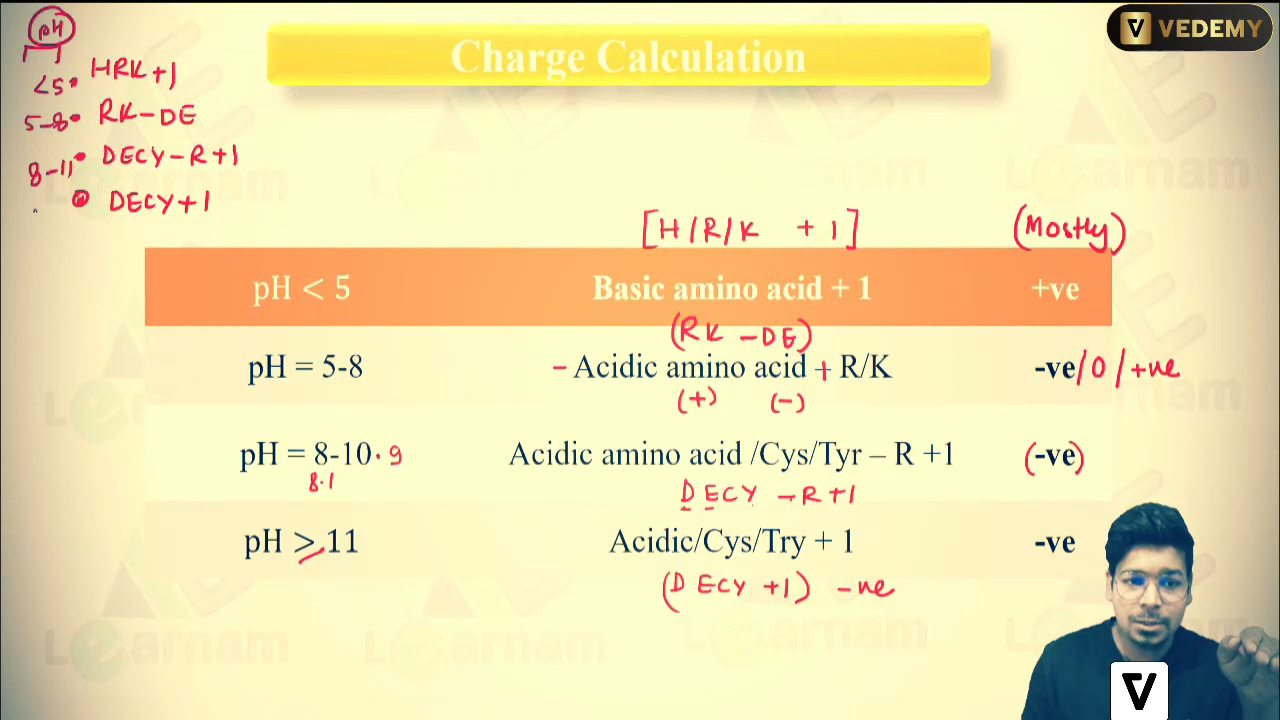 pH
<5• HRK+1
5-8• RK-DE
8-11• DECY-R+1
• DECY+1
VEDEMY
Charge Calculation
[H/R/K +1] (Mostly)
pH < 5 Basic amino acid + 1 +ve
(RK -DE)
pH = 5-8 - Acidic amino acid + R/K -ve/0/+ve
(+) (-)
pH = 8-10.9 Acidic amino acid /Cys/Tyr – R +1 (-ve)
8.1 DECY -R+1
pH ≥ 11 Acidic/Cys/Try + 1 -ve
(DECY +1) -ve
Learnam